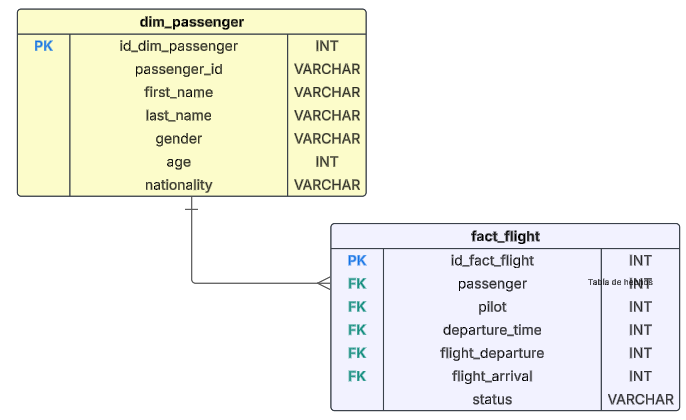 dim_passenger
PK id_dim_passenger INT
passenger_id VARCHAR
first_name VARCHAR
last_name VARCHAR
gender VARCHAR
age INT
nationality VARCHAR
fact_flight
PK id_fact_flight INT
FK passenger INT
Tabla de hechos
FK pilot INT
FK departure_time INT
FK flight_departure INT
FK flight_arrival INT
status VARCHAR